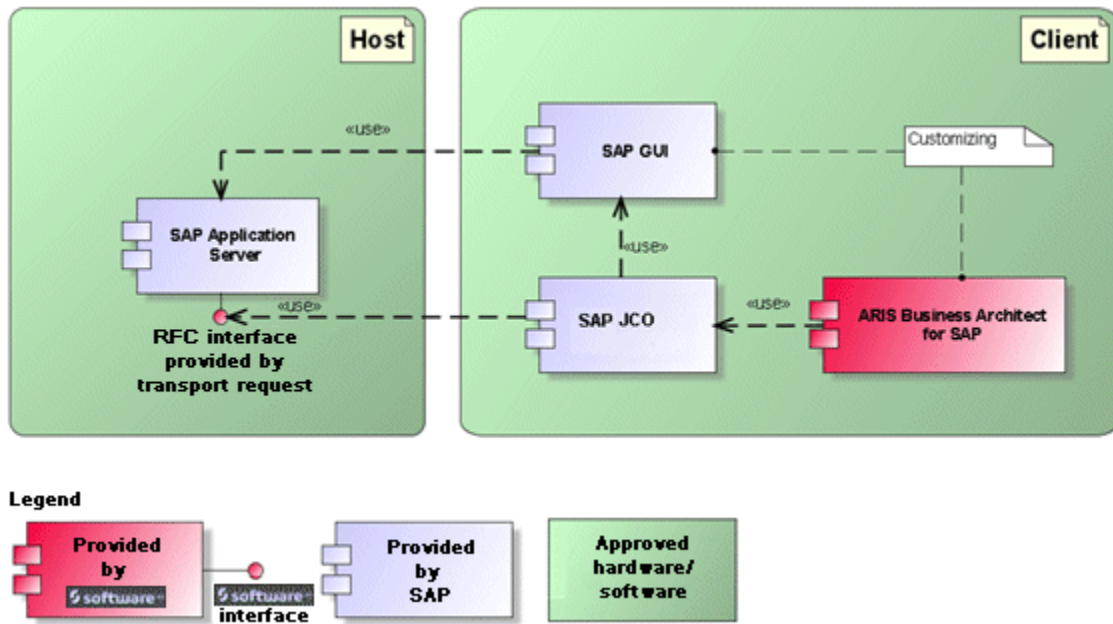 Host
Client
«use»
SAP GUI
Customizing
SAP Application
Server
«use»
«use»
SAP JCO
«use»
ARIS Business Architect
for SAP
RFC interface
provided by
transport request
Legend
Provided
by
software
software
interface
Provided
by
SAP
Approved
hardware/
software